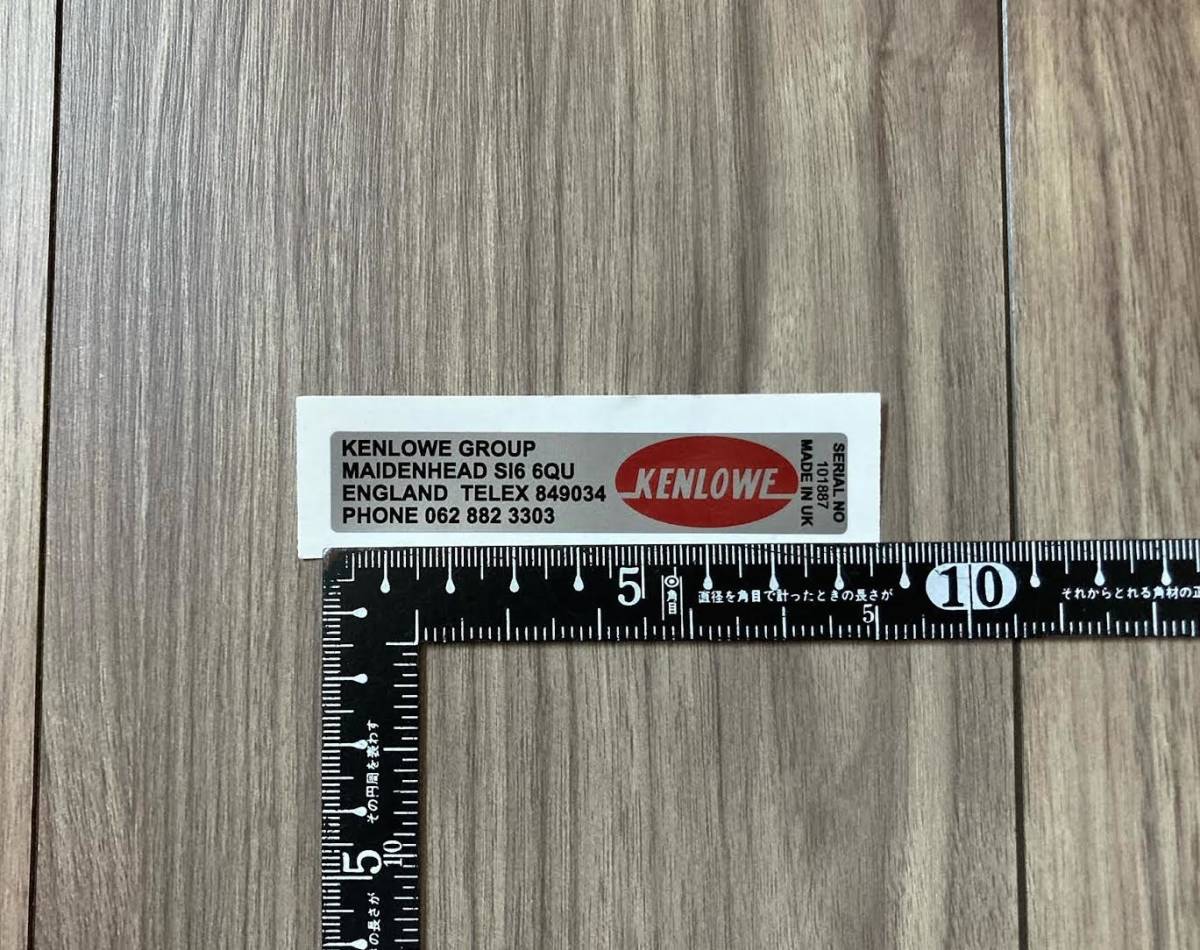 KENLOWE GROUP
MAIDENHEAD SI6 6QU
ENGLAND TELEX 849034
PHONE 062 882 3303
KENLOWE
SERIAL NO
101887
MADE IN UK
5
角目
直径を角目で計ったときの長さが
5
10
それからとれる角材の正
その円周を表わす
5
10
の長さが